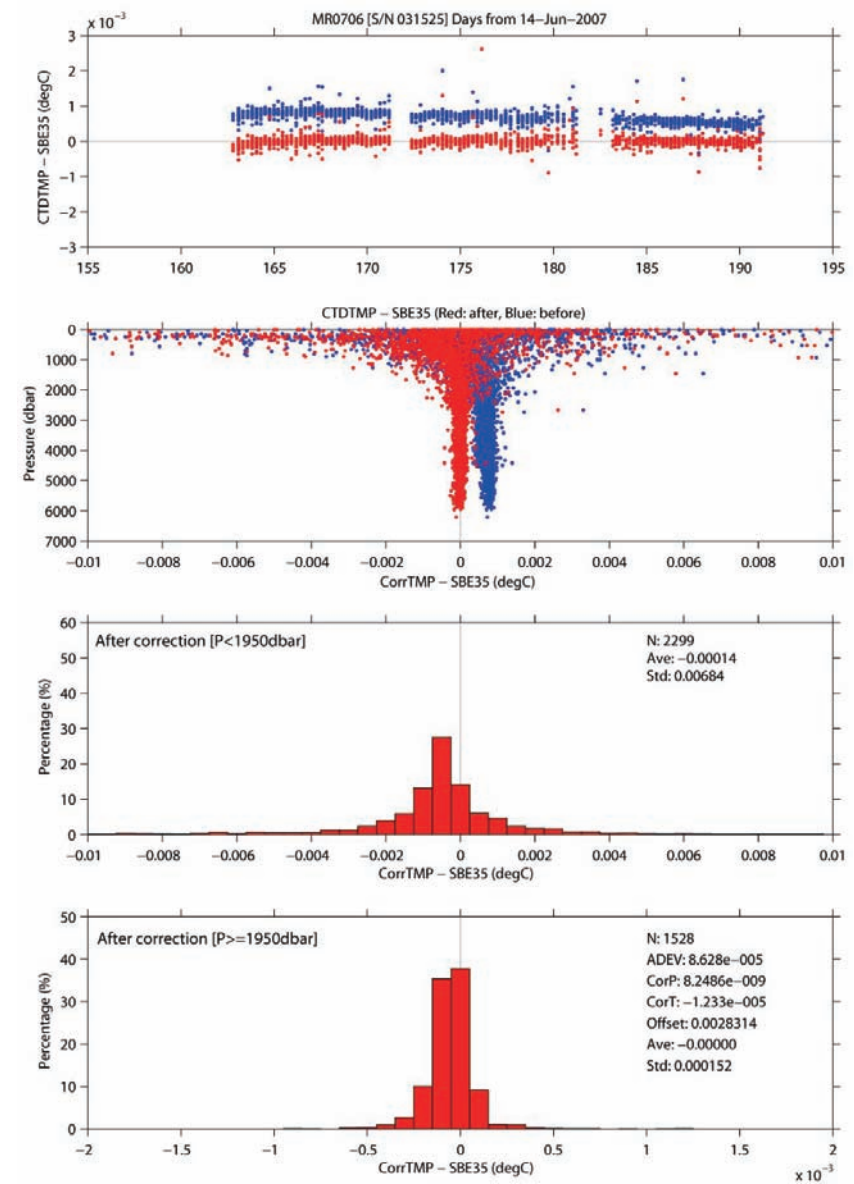 x 10⁻³
MR0706 [S/N 031525] Days from 14−Jun−2007
3
2
1
0
−1
−2
−3
CTDTMP − SBE35 (degC)
155 160 165 170 175 180 185 190 195
CTDTMP − SBE35 (Red: after, Blue: before)
0
1000
2000
3000
4000
5000
6000
7000
Pressure (dbar)
−0.01 −0.008 −0.006 −0.004 −0.002 0 0.002 0.004 0.006 0.008 0.01
CorrTMP − SBE35 (degC)
60
50
40
30
20
10
0
Percentage (%)
After correction [P<1950dbar]
N: 2299
Ave: −0.00014
Std: 0.00684
−0.01 −0.008 −0.006 −0.004 −0.002 0 0.002 0.004 0.006 0.008 0.01
CorrTMP − SBE35 (degC)
50
40
30
20
10
0
Percentage (%)
After correction [P>=1950dbar]
N: 1528
ADEV: 8.628e−005
CorP: 8.2486e−009
CorT: −1.233e−005
Offset: 0.0028314
Ave: −0.00000
Std: 0.000152
−2 −1.5 −1 −0.5 0 0.5 1 1.5 2
CorrTMP − SBE35 (degC)
x 10⁻³